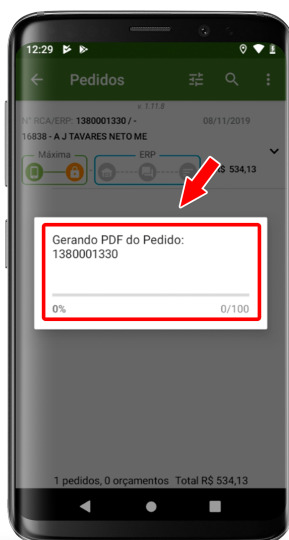 12:29
Pedidos
v 1.11.8
N° RCA/ERP: 1380001330 / - 08/11/2019
16838 - A J TAVARES NETO ME
Máxima ERP
R$ 534,13
Gerando PDF do Pedido:
1380001330
0% 0/100
1 pedidos, 0 orçamentos Total R$ 534,13